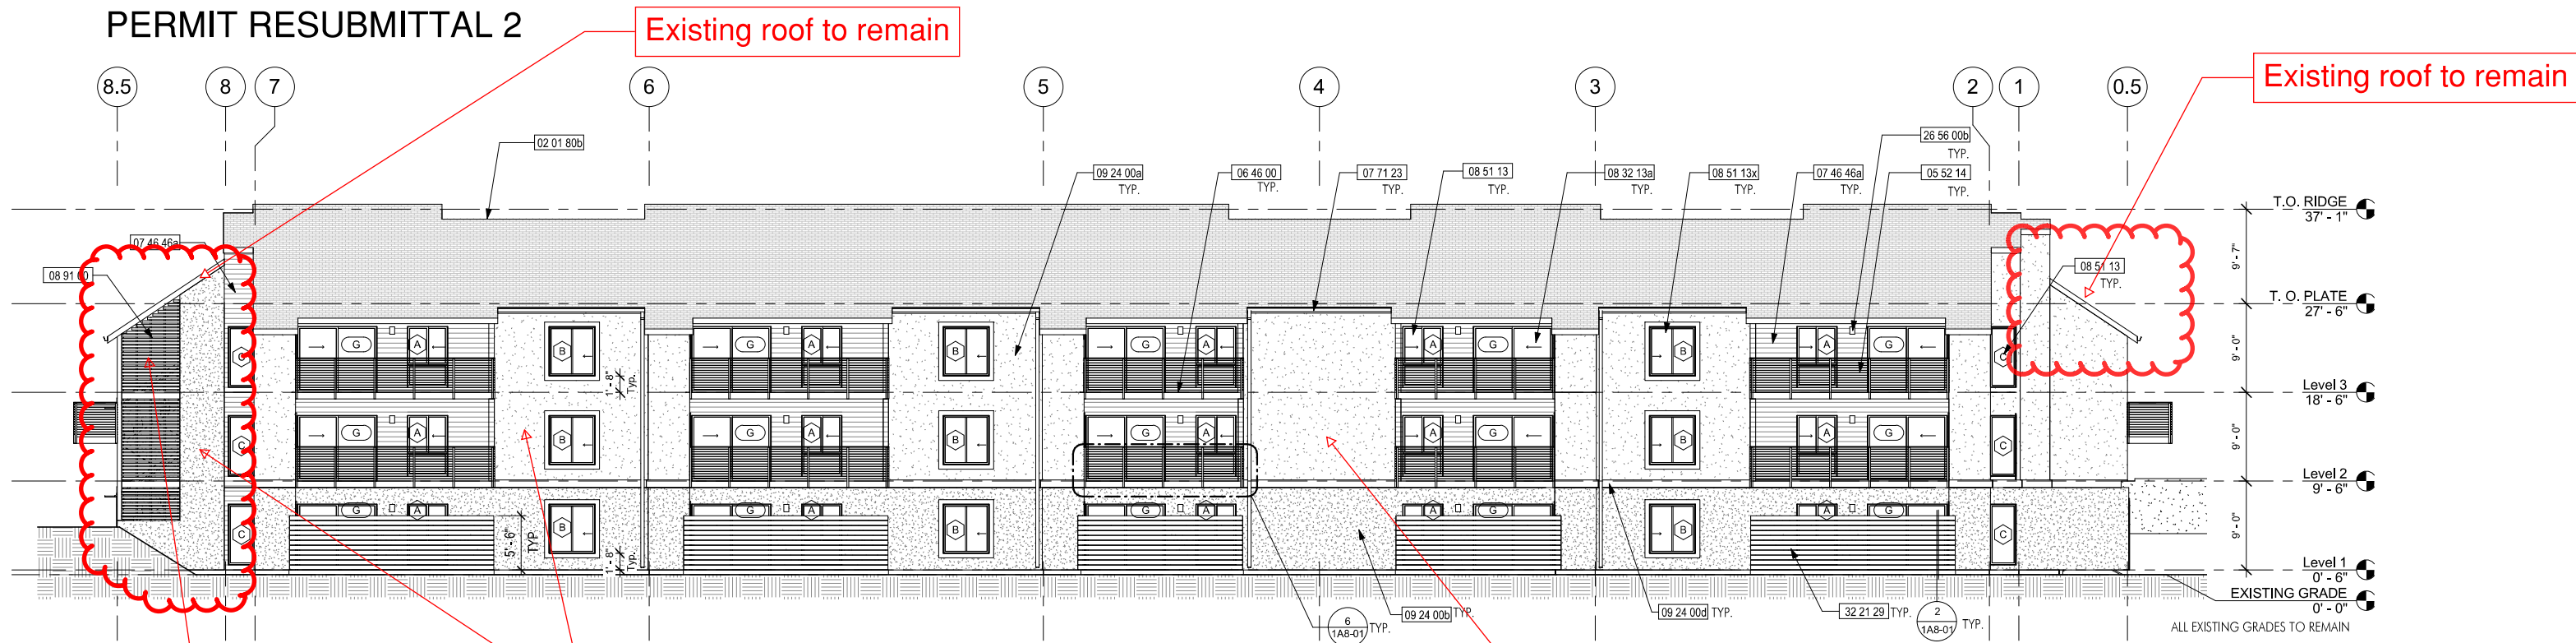 PERMIT RESUBMITTAL 2
Existing roof to remain
Existing roof to remain
8.5 8 7 6 5 4 3 2 1 0.5
02 01 80b
26 56 00b
TYP.
09 24 00a
TYP.
06 46 00
TYP.
07 71 23
TYP.
08 51 13
TYP.
08 32 13a
TYP.
08 51 13x
TYP.
07 46 46a
TYP.
05 52 14
TYP.
T.O. RIDGE
37' - 1"
07 46 46a
08 91 00
08 51 13
TYP.
9' - 7"
T. O. PLATE
27' - 6"
C G A B G A B G A A G B A G C
1' - 8"
Typ.
9' - 0"
Level 3
18' - 6"
C G A B G A B G A A G B A G C
9' - 0"
Level 2
9' - 6"
C G A B G A B G A A G B A G C
5' - 6"
TYP.
1' - 8"
Typ.
9' - 0"
Level 1
0' - 6"
EXISTING GRADE
0' - 0"
6
1A8-01
TYP.
09 24 00b TYP.
09 24 00d TYP.
32 21 29 TYP.
2
1A8-01
TYP.
ALL EXISTING GRADES TO REMAIN